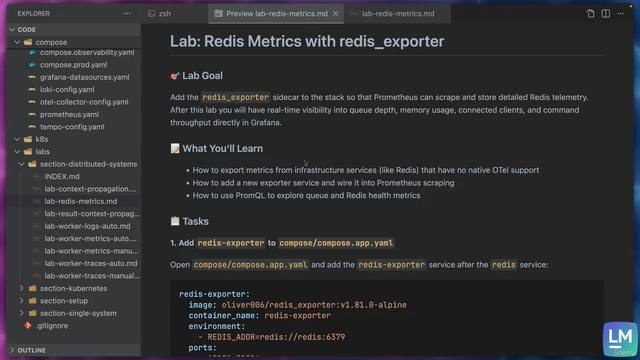 EXPLORER
zsh
Preview lab-redis-metrics.md
lab-redis-metrics.md
CODE
compose
compose.observability.yaml
compose.prod.yaml
grafana-datasources.yaml
loki-config.yaml
otel-collector-config.yaml
prometheus.yaml
tempo-config.yaml
k8s
labs
section-distributed-systems
INDEX.md
lab-context-propagation....
lab-redis-metrics.md
lab-result-context-propag...
lab-worker-logs-auto.md
lab-worker-metrics-auto....
lab-worker-metrics-manu...
lab-worker-traces-auto.md
lab-worker-traces-manual...
section-kubernetes
section-setup
section-single-system
.gitignore
OUTLINE
Lab: Redis Metrics with redis_exporter
Lab Goal
Add the redis_exporter sidecar to the stack so that Prometheus can scrape and store detailed Redis telemetry.
After this lab you will have real-time visibility into queue depth, memory usage, connected clients, and command
throughput directly in Grafana.
What You'll Learn
• How to export metrics from infrastructure services (like Redis) that have no native OTel support
• How to add a new exporter service and wire it into Prometheus scraping
• How to use PromQL to explore queue and Redis health metrics
Tasks
1. Add redis-exporter to compose/compose.app.yaml
Open compose/compose.app.yaml and add the redis-exporter service after the redis service:
redis-exporter:
image: oliver006/redis_exporter:v1.81.0-alpine
container_name: redis-exporter
environment:
- REDIS_ADDR=redis://redis:6379
ports:
LM